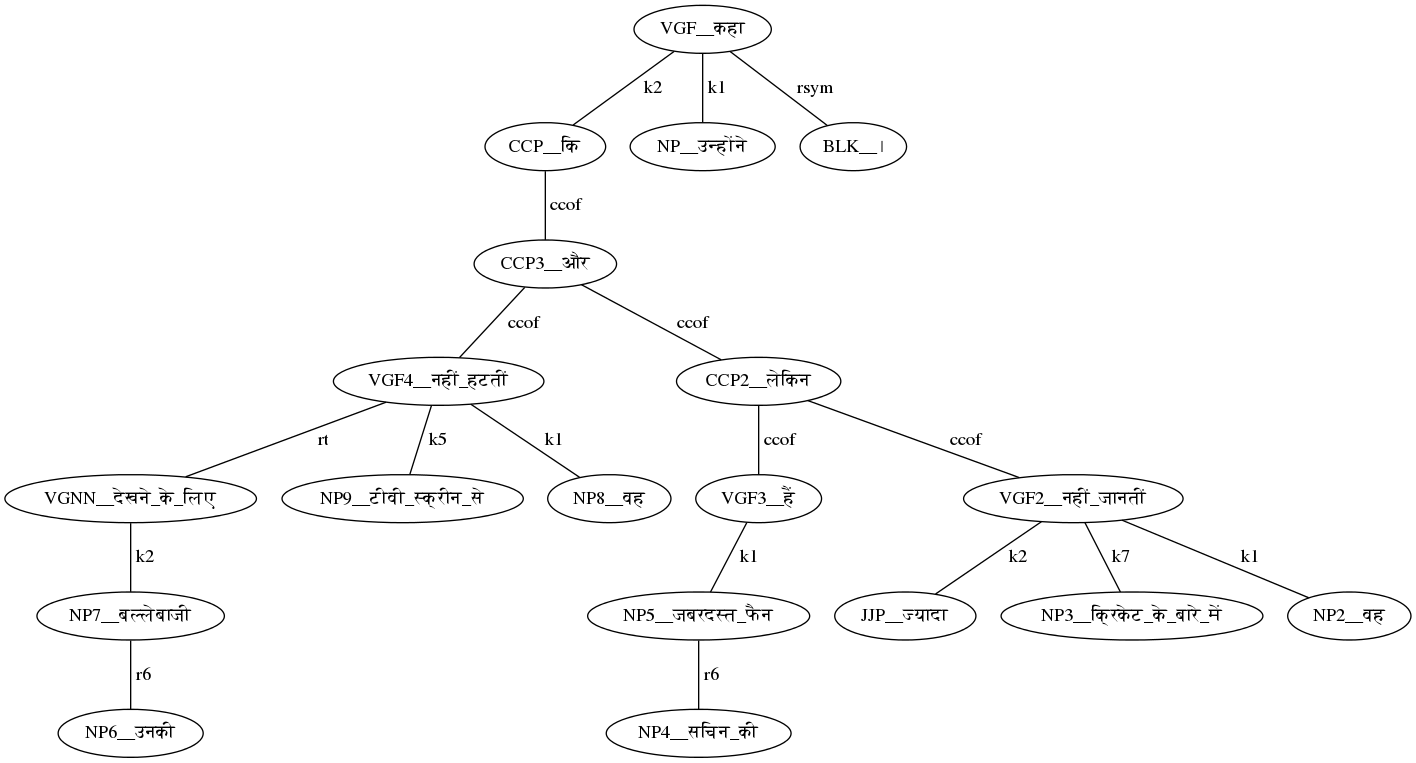 VGF__कहा
k2 k1 rsym
CCP__कि NP__उन्होंने BLK__।
ccof
CCP3__और
ccof ccof
VGF4__नहीं_हटतीं CCP2__लेकिन
rt k5 k1 ccof ccof
VGNN__देखने_के_लिए NP9__टीवी_स्क्रीन_से NP8__वह VGF3__हैं VGF2__नहीं_जानतीं
k2 k1 k2 k7 k1
NP7__बल्लेबाजी NP5__जबरदस्त_फैन JJP__ज्यादा NP3__क्रिकेट_के_बारे_में NP2__वह
r6 r6
NP6__उनकी NP4__सचिन_की